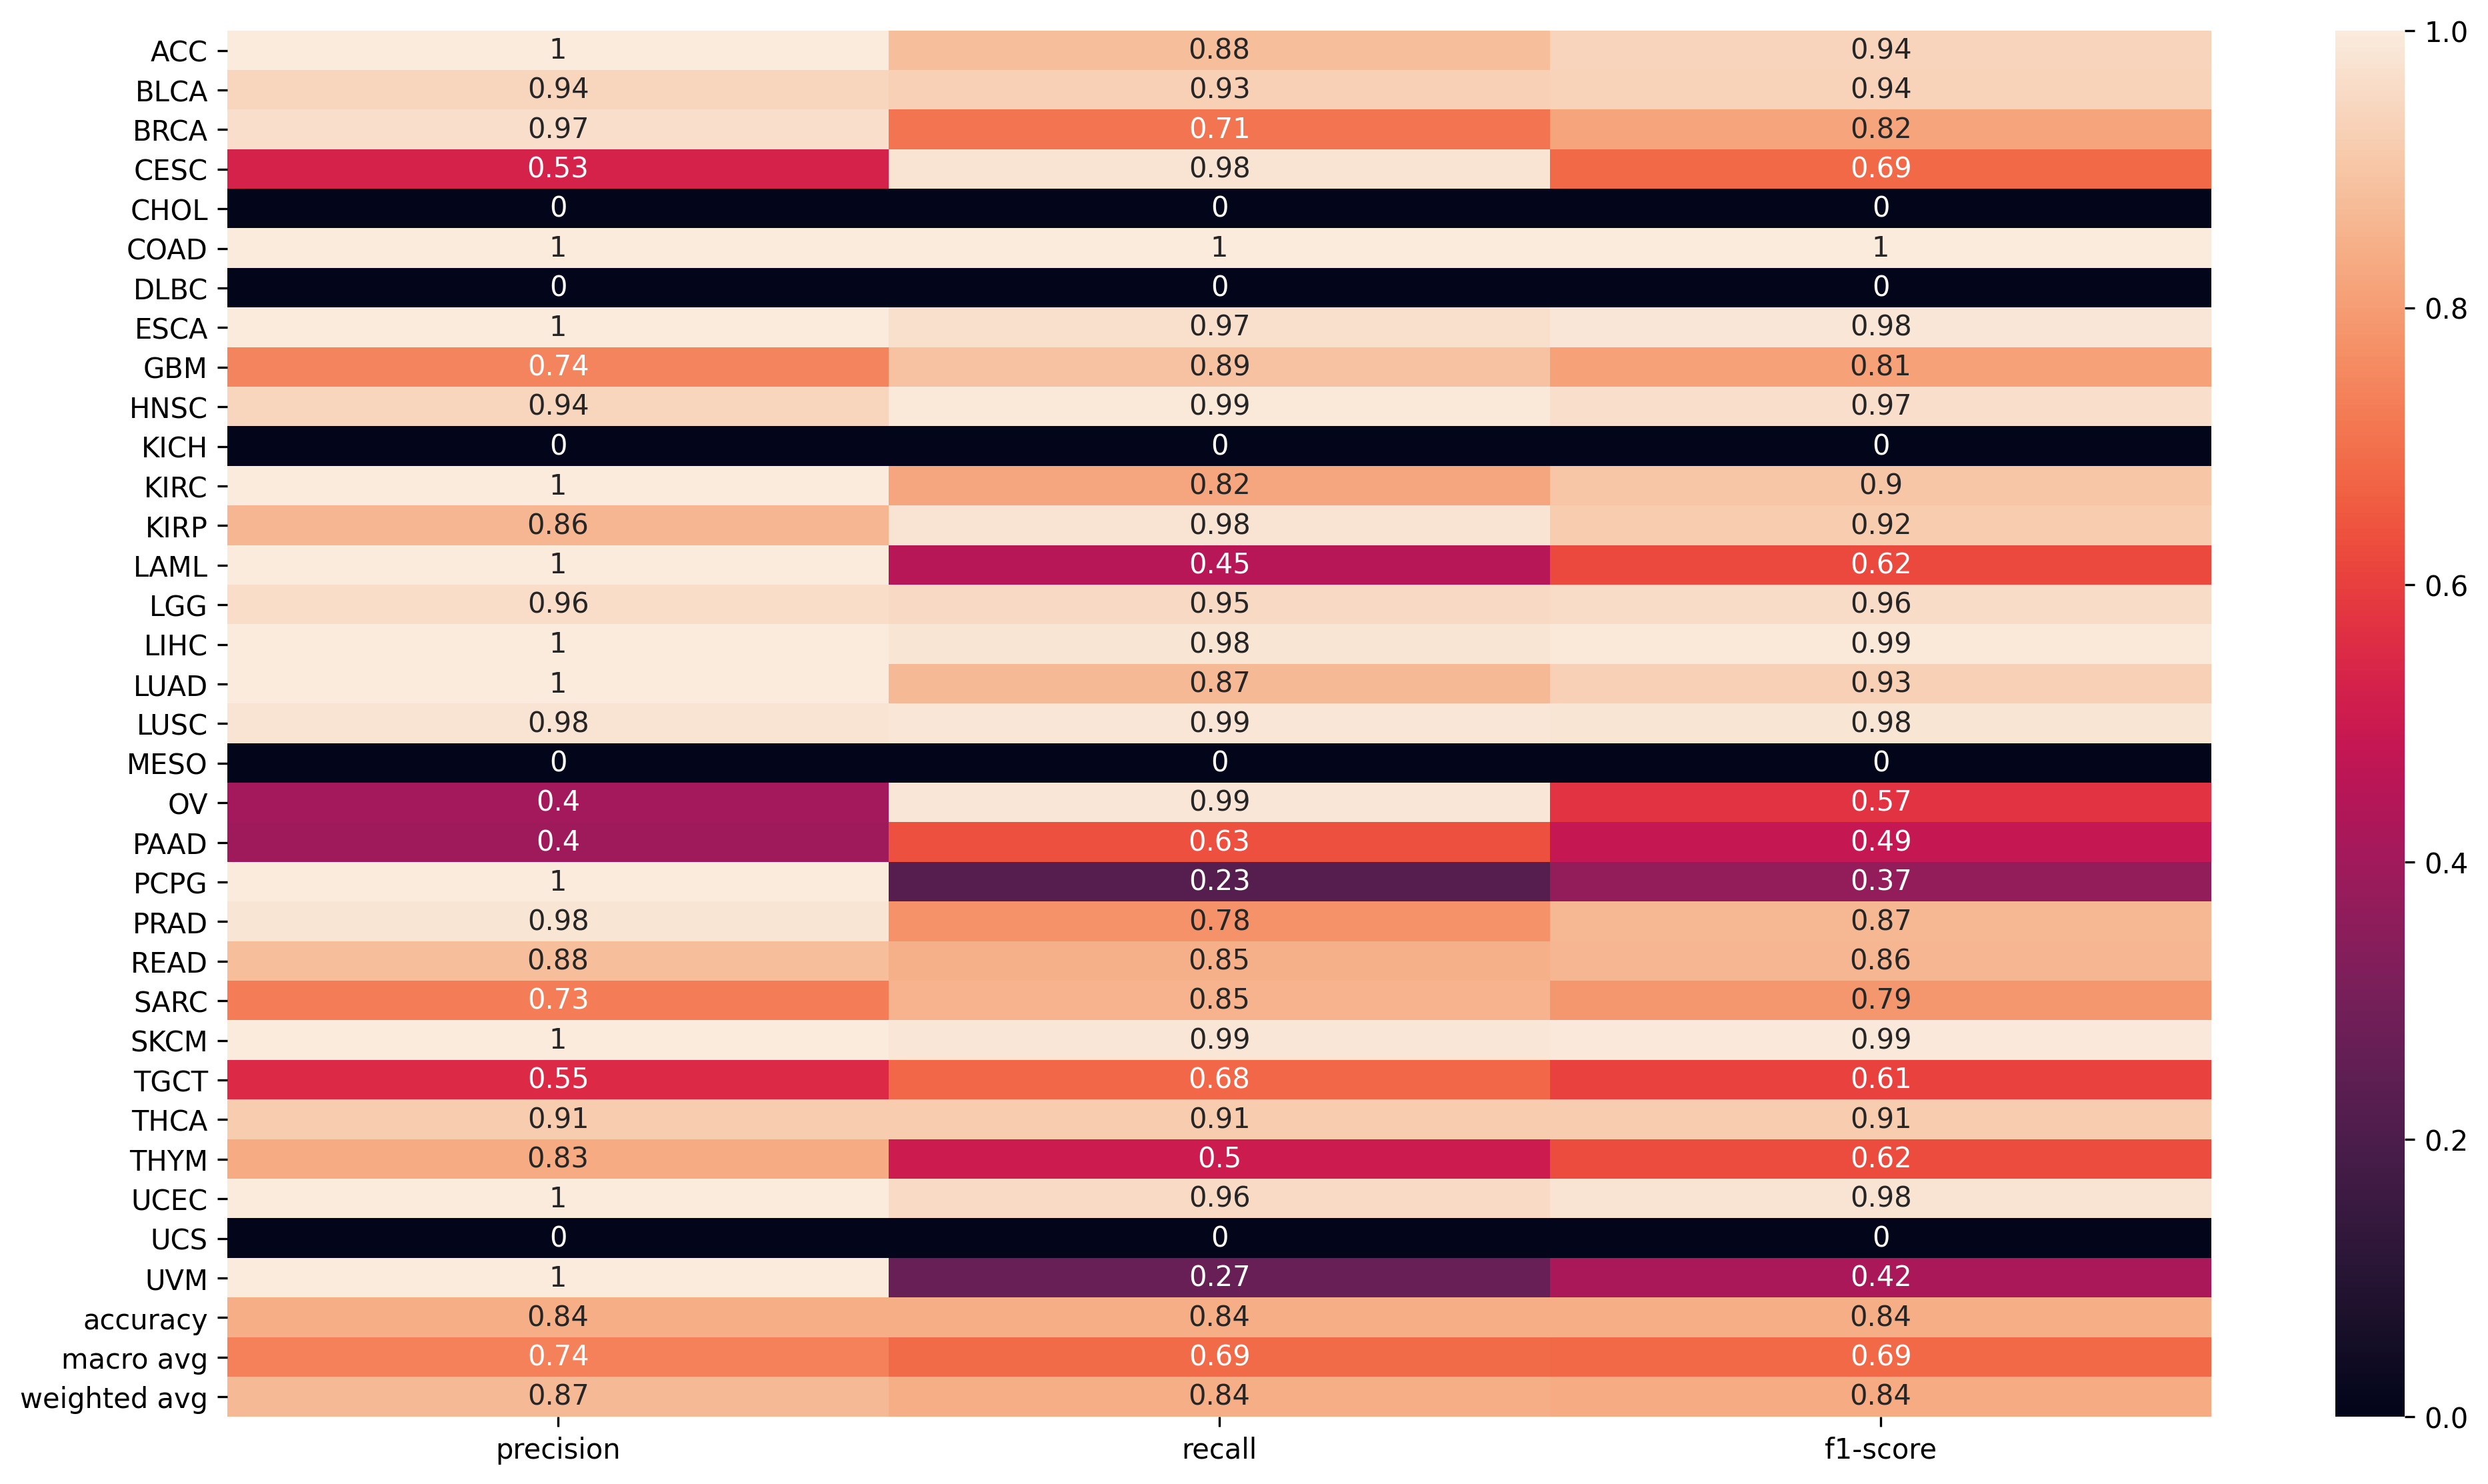 ACC 1 0.88 0.94 1.0
BLCA 0.94 0.93 0.94
BRCA 0.97 0.71 0.82
CESC 0.53 0.98 0.69
CHOL 0 0 0
COAD 1 1 1
DLBC 0 0 0
ESCA 1 0.97 0.98 0.8
GBM 0.74 0.89 0.81
HNSC 0.94 0.99 0.97
KICH 0 0 0
KIRC 1 0.82 0.9
KIRP 0.86 0.98 0.92
LAML 1 0.45 0.62 0.6
LGG 0.96 0.95 0.96
LIHC 1 0.98 0.99
LUAD 1 0.87 0.93
LUSC 0.98 0.99 0.98
MESO 0 0 0
OV 0.4 0.99 0.57
PAAD 0.4 0.63 0.49 0.4
PCPG 1 0.23 0.37
PRAD 0.98 0.78 0.87
READ 0.88 0.85 0.86
SARC 0.73 0.85 0.79
SKCM 1 0.99 0.99
TGCT 0.55 0.68 0.61
THCA 0.91 0.91 0.91 0.2
THYM 0.83 0.5 0.62
UCEC 1 0.96 0.98
UCS 0 0 0
UVM 1 0.27 0.42
accuracy 0.84 0.84 0.84
macro avg 0.74 0.69 0.69
weighted avg 0.87 0.84 0.84 0.0
precision recall f1-score